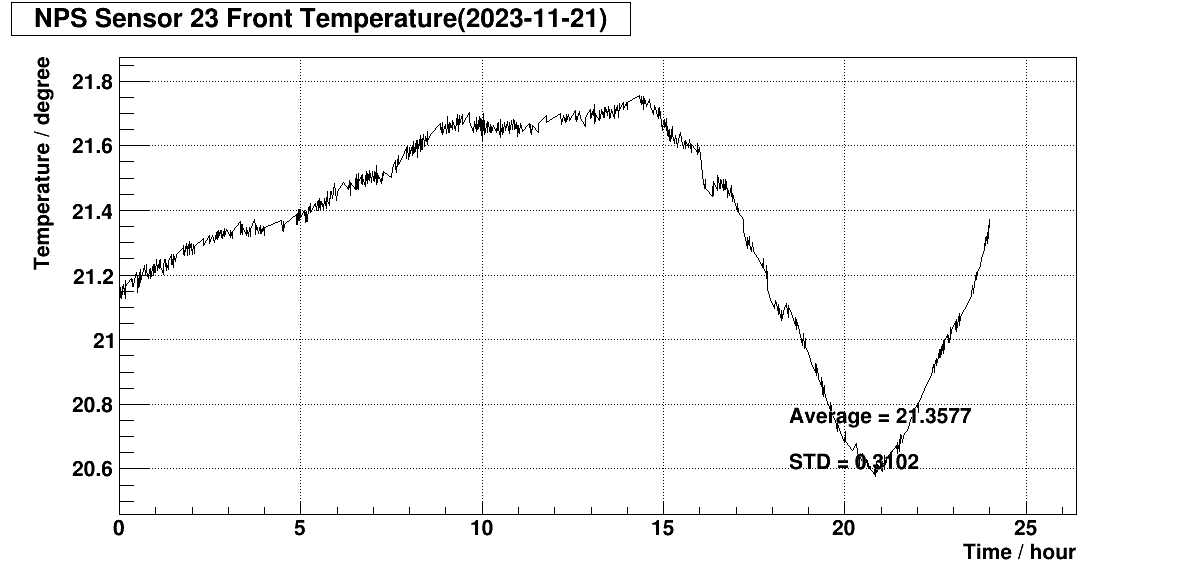 NPS Sensor 23 Front Temperature(2023-11-21)
Temperature / degree
21.8
21.6
21.4
21.2
21
20.8
20.6
Average = 21.3577
STD = 0.3102
0 5 10 15 20 25
Time / hour